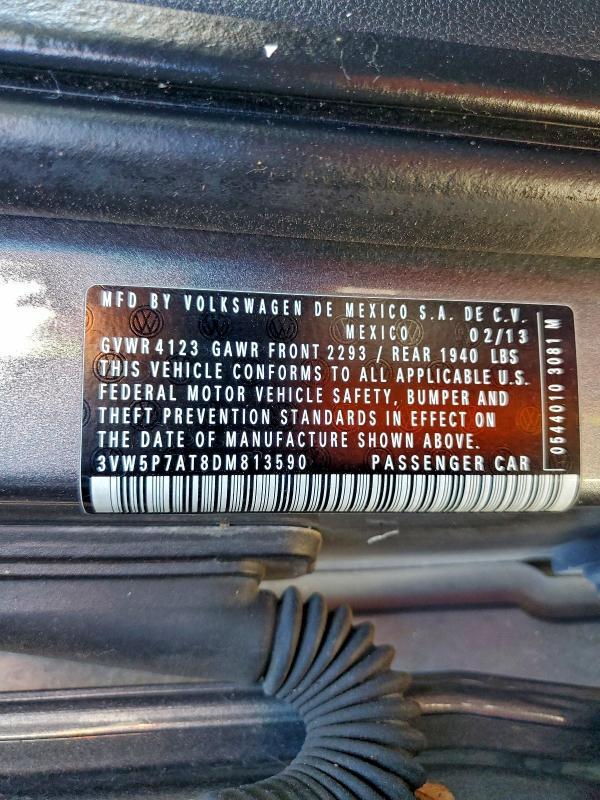 MFD BY VOLKSWAGEN DE MEXICO S.A. DE C.V.
MEXICO 02/13
GVWR 4123 GAWR FRONT 2293 / REAR 1940 LBS
THIS VEHICLE CONFORMS TO ALL APPLICABLE U.S.
FEDERAL MOTOR VEHICLE SAFETY, BUMPER AND
THEFT PREVENTION STANDARDS IN EFFECT ON
THE DATE OF MANUFACTURE SHOWN ABOVE.
3VW5P7AT8DM813590 PASSENGER CAR
0544010 3081 M